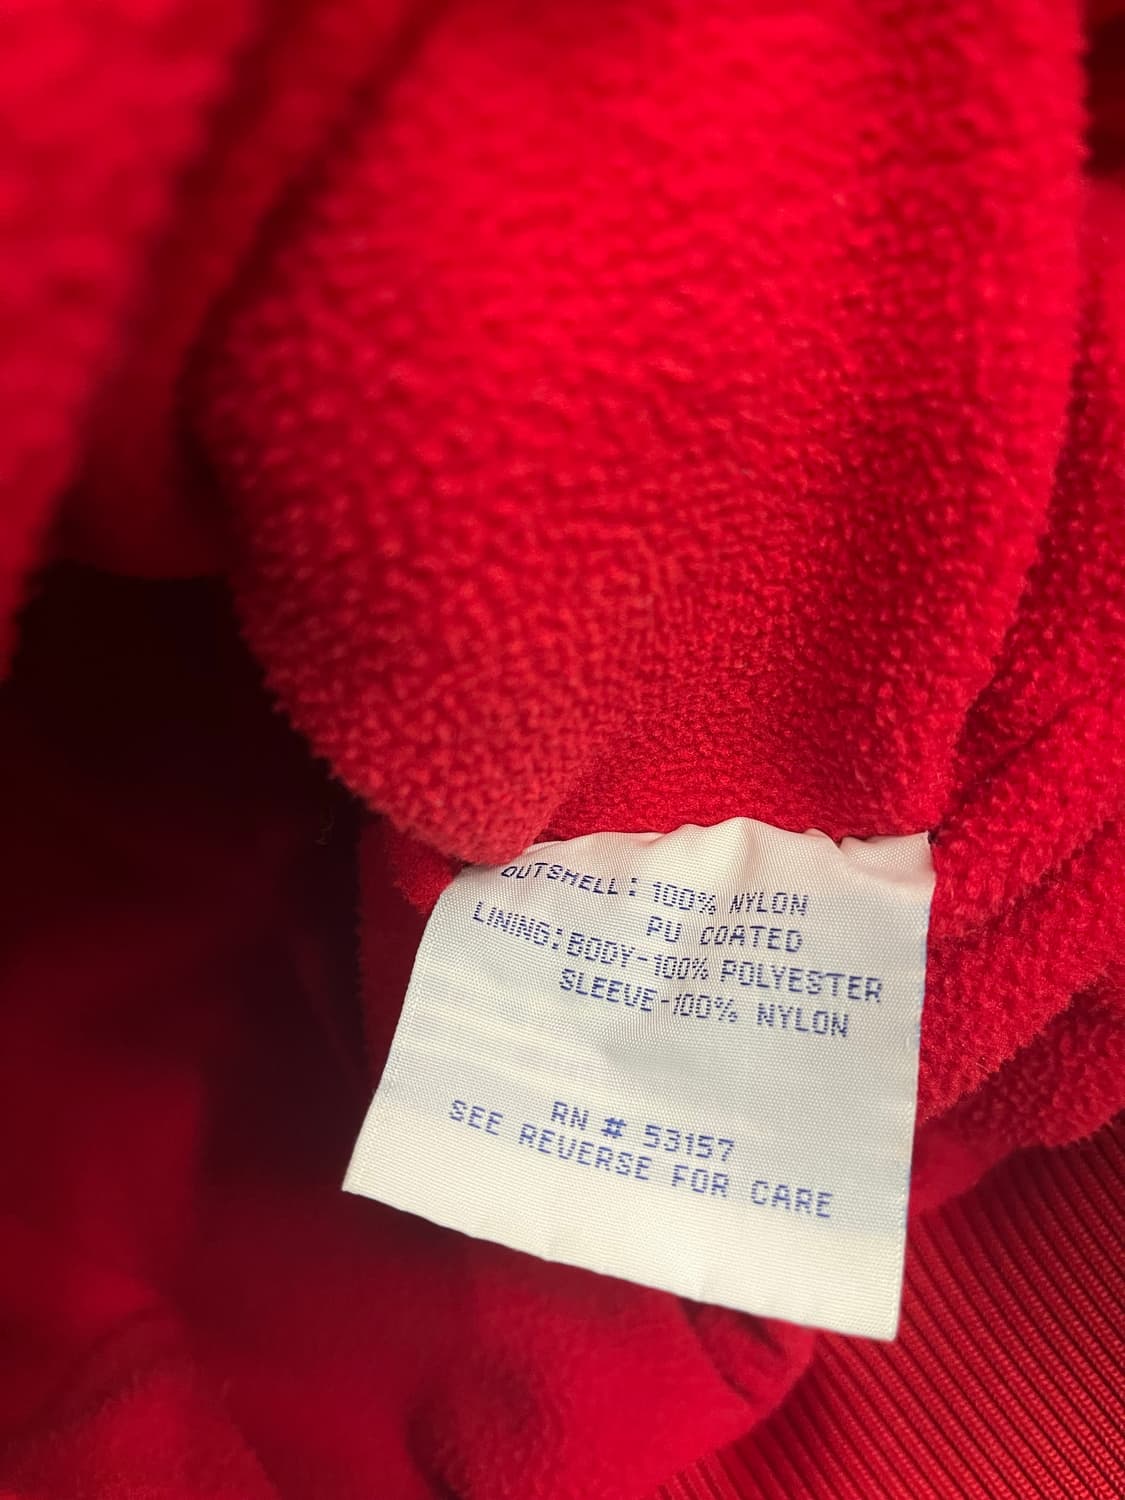 OUTSHELL: 100% NYLON
PU COATED
LINING: BODY-100% POLYESTER
SLEEVE-100% NYLON
RN # 53157
SEE REVERSE FOR CARE